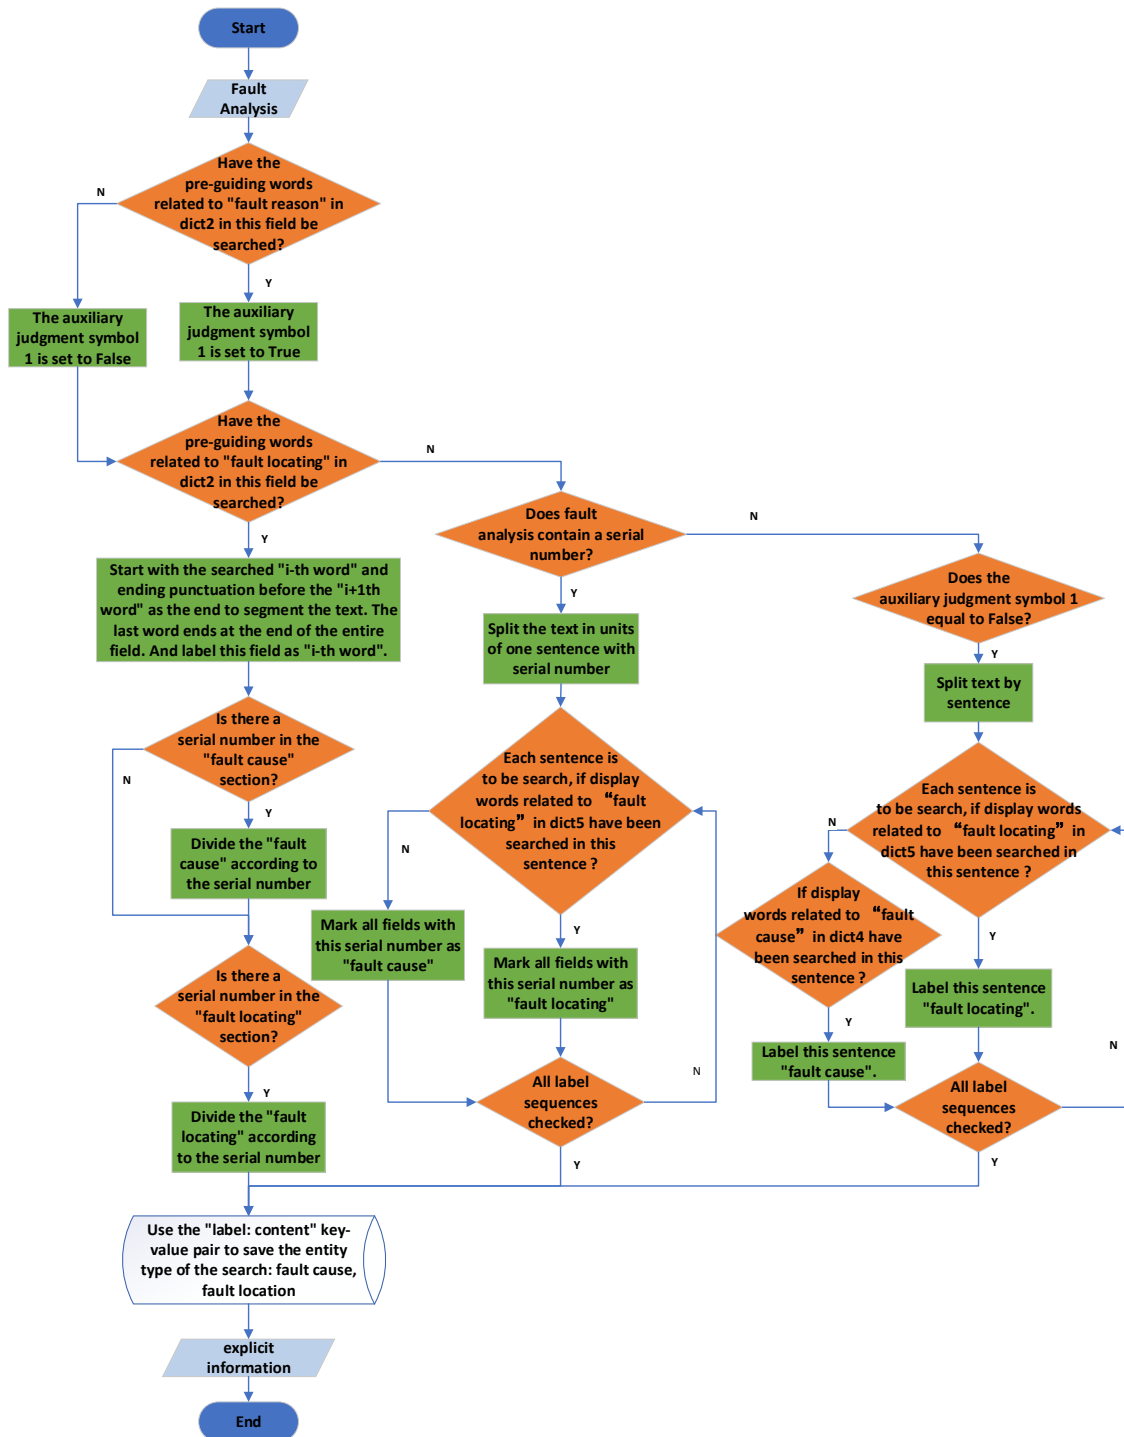 Start
Fault
Analysis
Have the
pre-guiding words
related to "fault reason" in
dict2 in this field be
searched?
N
Y
The auxiliary
judgment symbol
1 is set to False
The auxiliary
judgment symbol
1 is set to True
Have the
pre-guiding words
related to "fault locating" in
dict2 in this field be
searched?
N
Y
Does fault
analysis contain a serial
number?
N
Y
Start with the searched "i-th word" and
ending punctuation before the "i+1th
word" as the end to segment the text. The
last word ends at the end of the entire
field. And label this field as "i-th word".
Does the
auxiliary judgment symbol 1
equal to False?
Y
Split the text in units
of one sentence with
serial number
Split text by
sentence
Is there a
serial number in the
"fault cause"
section?
N
Y
Each sentence is
to be search, if display
words related to “fault
locating” in dict5 have been
searched in this
sentence ?
N
Y
Each sentence is
to be search, if display words
related to “fault locating” in
dict5 have been searched in
this sentence ?
N
Y
Divide the "fault
cause" according to
the serial number
If display
words related to “fault
cause” in dict4 have
been searched in this
sentence ?
Y
Mark all fields with
this serial number as
"fault cause"
Mark all fields with
this serial number as
"fault locating"
Is there a
serial number in the
"fault locating"
section?
Y
Label this sentence
"fault locating".
Label this sentence
"fault cause".
All label
sequences
checked?
N
Y
All label
sequences
checked?
N
Y
Divide the "fault
locating" according
to the serial number
Use the "label: content" key-
value pair to save the entity
type of the search: fault cause,
fault location
explicit
information
End